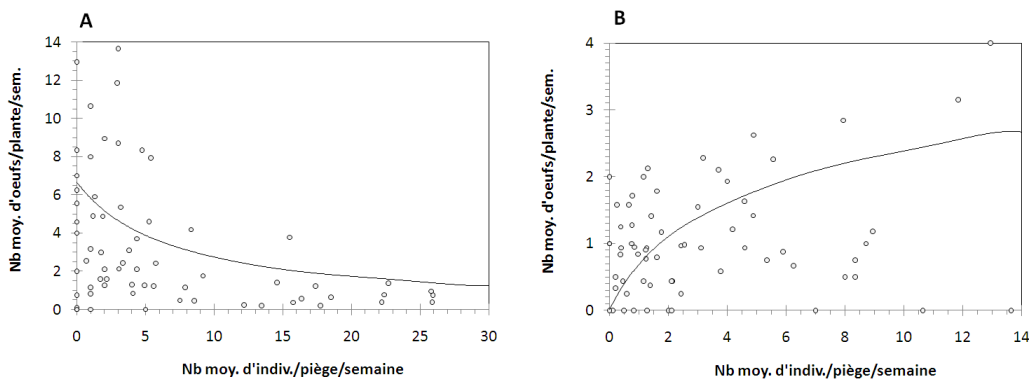 A
B
Nb moy. d'oeufs/plante/sem.
14
12
10
8
6
4
2
0
0 5 10 15 20 25 30
Nb moy. d'indiv./piège/semaine
Nb moy. d'oeufs/plante/sem.
4
3
2
1
0
0 2 4 6 8 10 12 14
Nb moy. d'indiv./piège/semaine